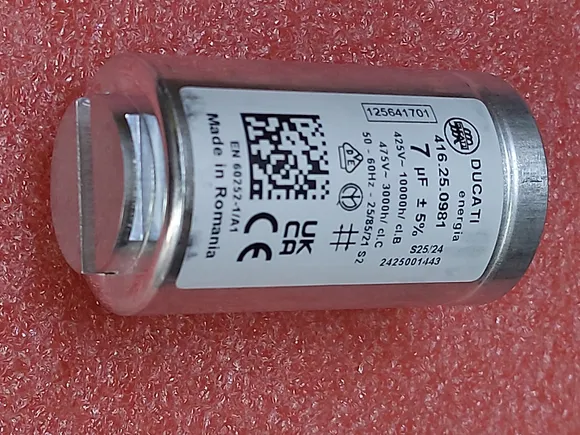 DUCATI
energia
416.25.0981
7 µF ± 5%
425V~ 10000h/ cl.B
475V~ 3000h/ cl.C
50 - 60Hz - 25/85/21 S2
S25/24
2425001443
125641701
EN 60252-1/A1
Made in Romania
UK
CA
CE